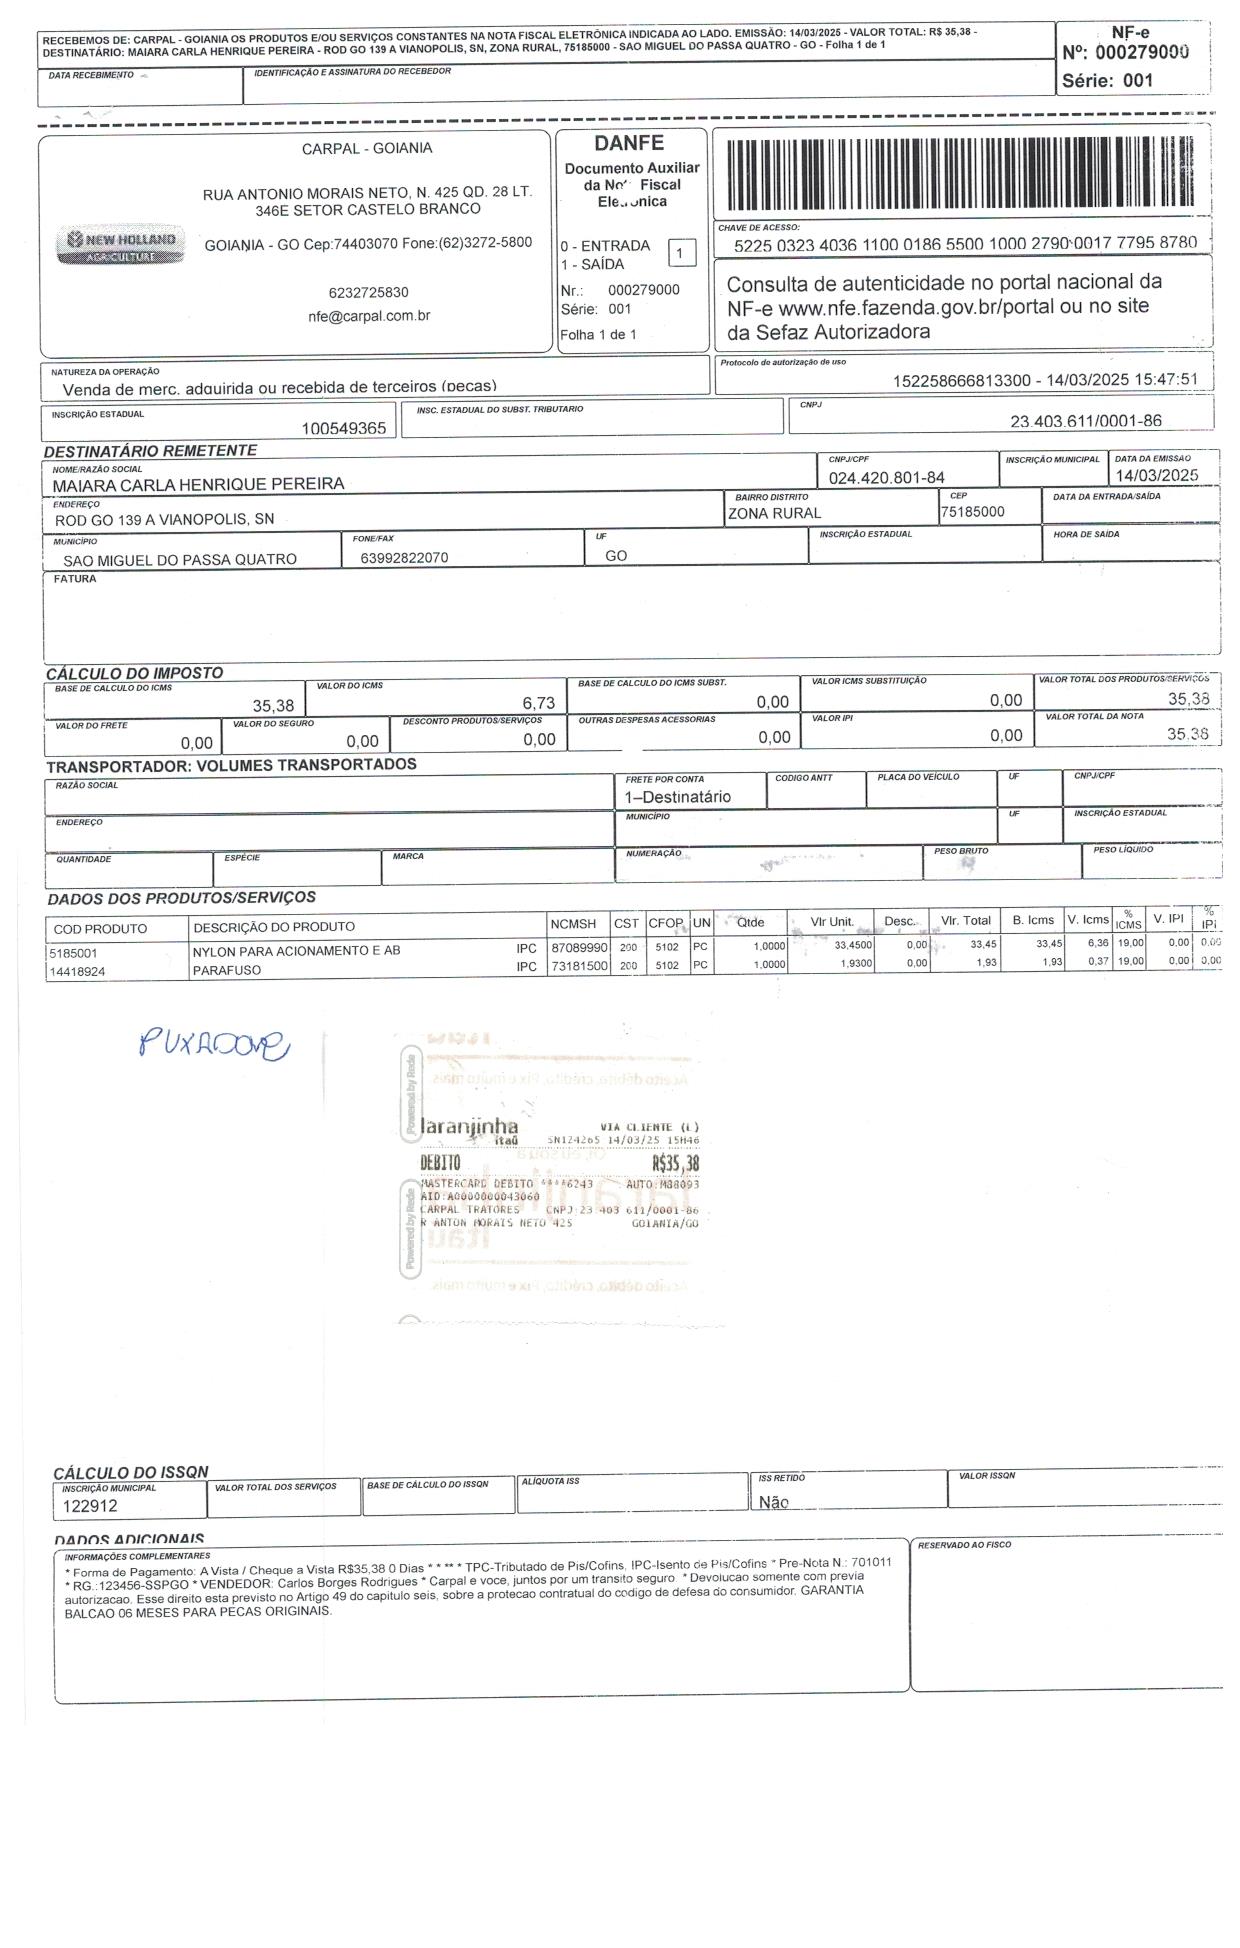 RECEBEMOS DE: CARPAL - GOIANIA OS PRODUTOS E/OU SERVIÇOS CONSTANTES NA NOTA FISCAL ELETRÔNICA INDICADA AO LADO. EMISSÃO: 14/03/2025 - VALOR TOTAL: R$ 35,38 -
DESTINATÁRIO: MAIARA CARLA HENRIQUE PEREIRA - ROD GO 139 A VIANOPOLIS, SN, ZONA RURAL, 75185000 - SAO MIGUEL DO PASSA QUATRO - GO - Folha 1 de 1
DATA RECEBIMENTO
IDENTIFICAÇÃO E ASSINATURA DO RECEBEDOR
NF-e
Nº: 000279000
Série: 001
CARPAL - GOIANIA
RUA ANTONIO MORAIS NETO, N. 425 QD. 28 LT.
346E SETOR CASTELO BRANCO
NEW HOLLAND
AGRICULTURE
GOIANIA - GO Cep:74403070 Fone:(62)3272-5800
6232725830
nfe@carpal.com.br
DANFE
Documento Auxiliar
da Fiscal
0 - ENTRADA
1 - SAÍDA
1
Nr.: 000279000
Série: 001
Folha 1 de 1
CHAVE DE ACESSO:
5225 0323 4036 1100 0186 5500 1000 2790 0017 7795 8780
Consulta de autenticidade no portal nacional da
NF-e www.nfe.fazenda.gov.br/portal ou no site
da Sefaz Autorizadora
NATUREZA DA OPERAÇÃO
Venda de merc. adquirida ou recebida de terceiros (pecas)
Protocolo de autorização de uso
152258666813300 - 14/03/2025 15:47:51
INSCRIÇÃO ESTADUAL
100549365
INSC. ESTADUAL DO SUBST. TRIBUTARIO
CNPJ
23.403.611/0001-86
DESTINATÁRIO REMETENTE
NOME/RAZÃO SOCIAL
MAIARA CARLA HENRIQUE PEREIRA
CNPJ/CPF
024.420.801-84
INSCRIÇÃO MUNICIPAL
DATA DA EMISSAO
14/03/2025
ENDEREÇO
ROD GO 139 A VIANOPOLIS, SN
BAIRRO DISTRITO
ZONA RURAL
CEP
75185000
DATA DA ENTRADA/SAÍDA
MUNICÍPIO
SAO MIGUEL DO PASSA QUATRO
FONE/FAX
63992822070
UF
GO
INSCRIÇÃO ESTADUAL
HORA DE SAÍDA
FATURA
CÁLCULO DO IMPOSTO
BASE DE CALCULO DO ICMS
35,38
VALOR DO ICMS
6,73
BASE DE CALCULO DO ICMS SUBST.
0,00
VALOR ICMS SUBSTITUIÇÃO
0,00
VALOR TOTAL DOS PRODUTOS/SERVIÇOS
35,38
VALOR DO FRETE
0,00
VALOR DO SEGURO
0,00
DESCONTO PRODUTOS/SERVIÇOS
0,00
OUTRAS DESPESAS ACESSORIAS
0,00
VALOR IPI
0,00
VALOR TOTAL DA NOTA
35.38
TRANSPORTADOR: VOLUMES TRANSPORTADOS
RAZÃO SOCIAL
FRETE POR CONTA
1–Destinatário
CODIGO ANTT
PLACA DO VEÍCULO
UF
CNPJ/CPF
ENDEREÇO
MUNICÍPIO
UF
INSCRIÇÃO ESTADUAL
QUANTIDADE
ESPÉCIE
MARCA
NUMERAÇÃO
PESO BRUTO
PESO LÍQUIDO
DADOS DOS PRODUTOS/SERVIÇOS
COD PRODUTO DESCRIÇÃO DO PRODUTO NCMSH CST CFOP UN Qtde Vlr Unit. Desc. Vlr. Total B. Icms V. Icms % ICMS V. IPI % IPI
5185001 NYLON PARA ACIONAMENTO E AB IPC 87089990 200 5102 PC 1,0000 33,4500 0,00 33,45 33,45 6,36 19,00 0,00 0,00
14418924 PARAFUSO IPC 73181500 200 5102 PC 1,0000 1,9300 0,00 1,93 1,93 0,37 19,00 0,00 0,00
PUXADOR
Aceito débito, crédito, Pix e muito mais.
Powered by Rede
laranjinha
itaú
VIA CLIENTE (L)
SN124265 14/03/25 15H46
DEBITO R$35,38
MASTERCARD DEBITO ****6243 AUTO:M88093
AID:A0000000043060
CARPAL TRATORES CNPJ:23 403 611/0001-86
R ANTON MORAIS NETO 425 GOIANIA/GO
Powered by Rede
Aceito débito, crédito, Pix e muito mais.
CÁLCULO DO ISSQN
INSCRIÇÃO MUNICIPAL
122912
VALOR TOTAL DOS SERVIÇOS
BASE DE CÁLCULO DO ISSQN
ALÍQUOTA ISS
ISS RETIDO
Não
VALOR ISSQN
DADOS ADICIONAIS
INFORMAÇÕES COMPLEMENTARES
* Forma de Pagamento: A Vista / Cheque a Vista R$35,38 0 Dias * * ** * TPC-Tributado de Pis/Cofins, IPC-Isento de Pis/Cofins * Pre-Nota N.: 701011
* RG.:123456-SSPGO * VENDEDOR: Carlos Borges Rodrigues * Carpal e voce, juntos por um transito seguro * Devolucao somente com previa
autorizacao. Esse direito esta previsto no Artigo 49 do capitulo seis, sobre a protecao contratual do codigo de defesa do consumidor. GARANTIA
BALCAO 06 MESES PARA PECAS ORIGINAIS.
RESERVADO AO FISCO